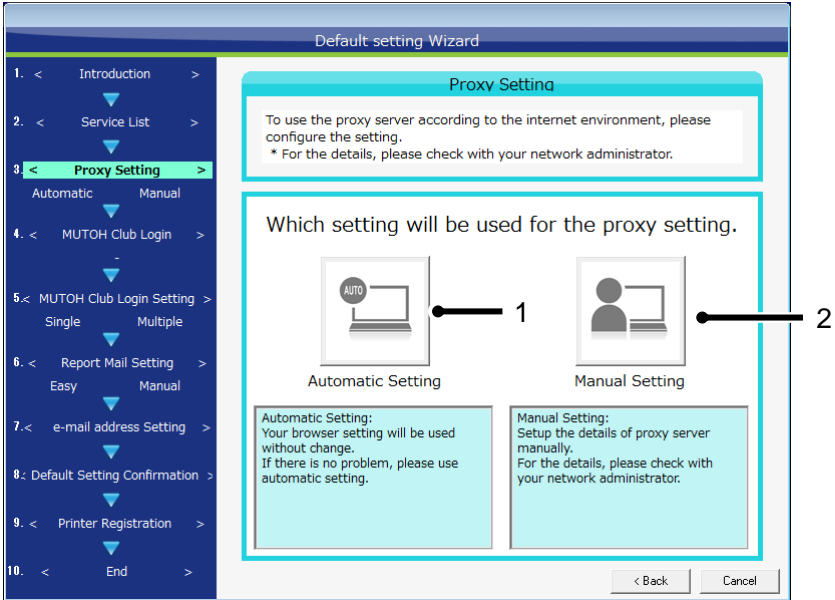 Default setting Wizard
1. < Introduction >
2. < Service List >
3. < Proxy Setting >
Automatic Manual
4. < MUTOH Club Login >
-
5.< MUTOH Club Login Setting >
Single Multiple
6. < Report Mail Setting >
Easy Manual
7.< e-mail address Setting >
8.< Default Setting Confirmation >
9. < Printer Registration >
10. < End >
Proxy Setting
To use the proxy server according to the internet environment, please
configure the setting.
* For the details, please check with your network administrator.
Which setting will be used for the proxy setting.
AUTO
1
2
Automatic Setting
Manual Setting
Automatic Setting:
Your browser setting will be used
without change.
If there is no problem, please use
automatic setting.
Manual Setting:
Setup the details of proxy server
manually.
For the details, please check with
your network administrator.
< Back
Cancel